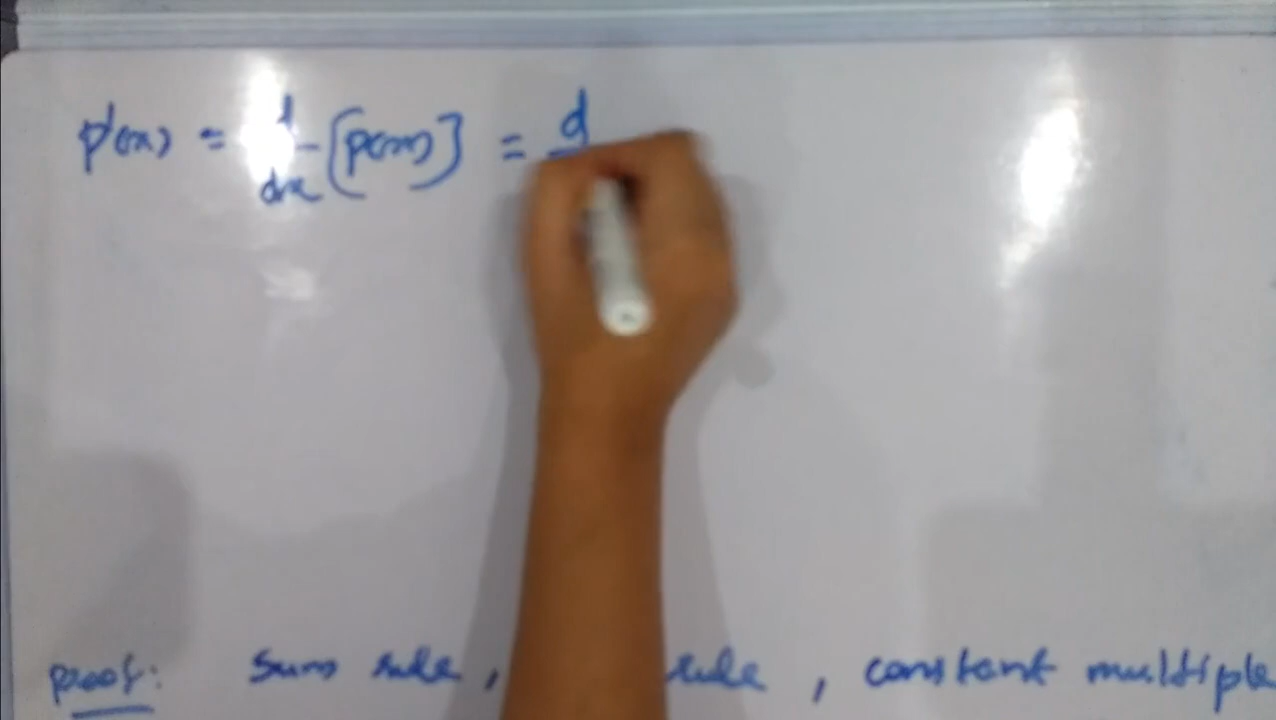 p'(x) = d/dx [p(x)] = d
proof: sum rule, rule, constant multiple